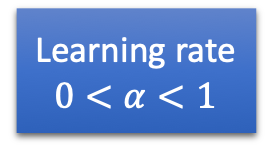 Learning rate
0 < α < 1